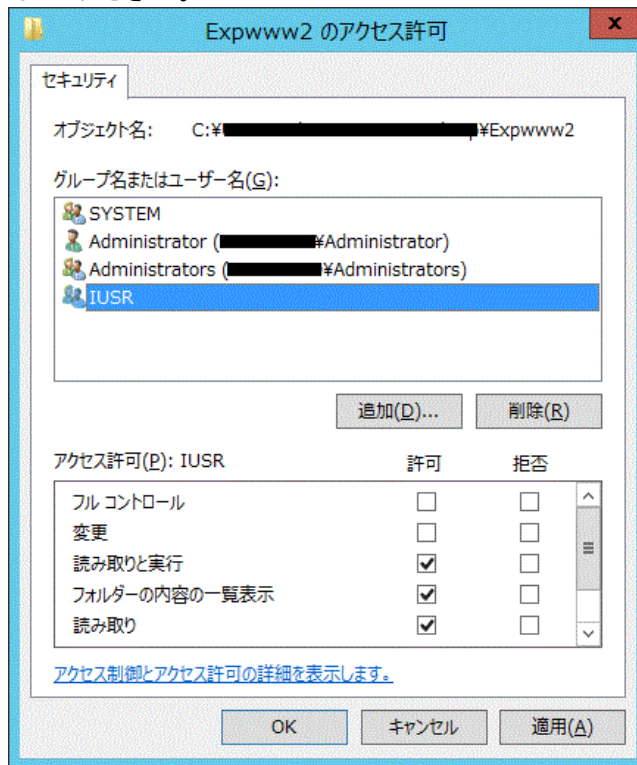 Expwww2 のアクセス許可
x
セキュリティ
オブジェクト名: C:¥ ¥Expwww2
グループ名またはユーザー名(G):
SYSTEM
Administrator ( ¥Administrator)
Administrators ( ¥Administrators)
IUSR
追加(D)... 削除(R)
アクセス許可(P): IUSR 許可 拒否
フル コントロール
変更
読み取りと実行
フォルダーの内容の一覧表示
読み取り
アクセス制御とアクセス許可の詳細を表示します。
OK キャンセル 適用(A)